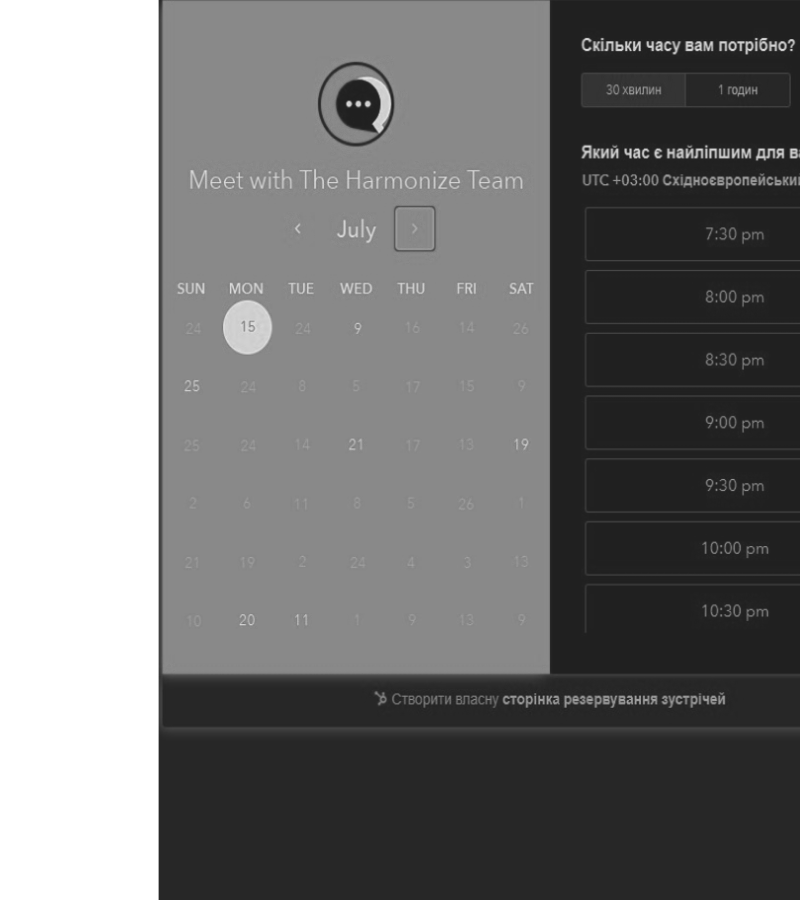 Meet with The Harmonize Team
‹ July ›
SUN MON TUE WED THU FRI SAT
24 15 24 9 16 14 26
25 24 8 5 17 15 9
25 24 14 21 17 13 19
2 6 11 8 5 26 1
21 19 2 24 4 3 13
10 20 11 1 9 13 9
Скільки часу вам потрібно?
30 хвилин 1 годин
Який час є найліпшим для ва
UTC +03:00 Східноєвропейськи
7:30 pm
8:00 pm
8:30 pm
9:00 pm
9:30 pm
10:00 pm
10:30 pm
Створити власну сторінка резервування зустрічей